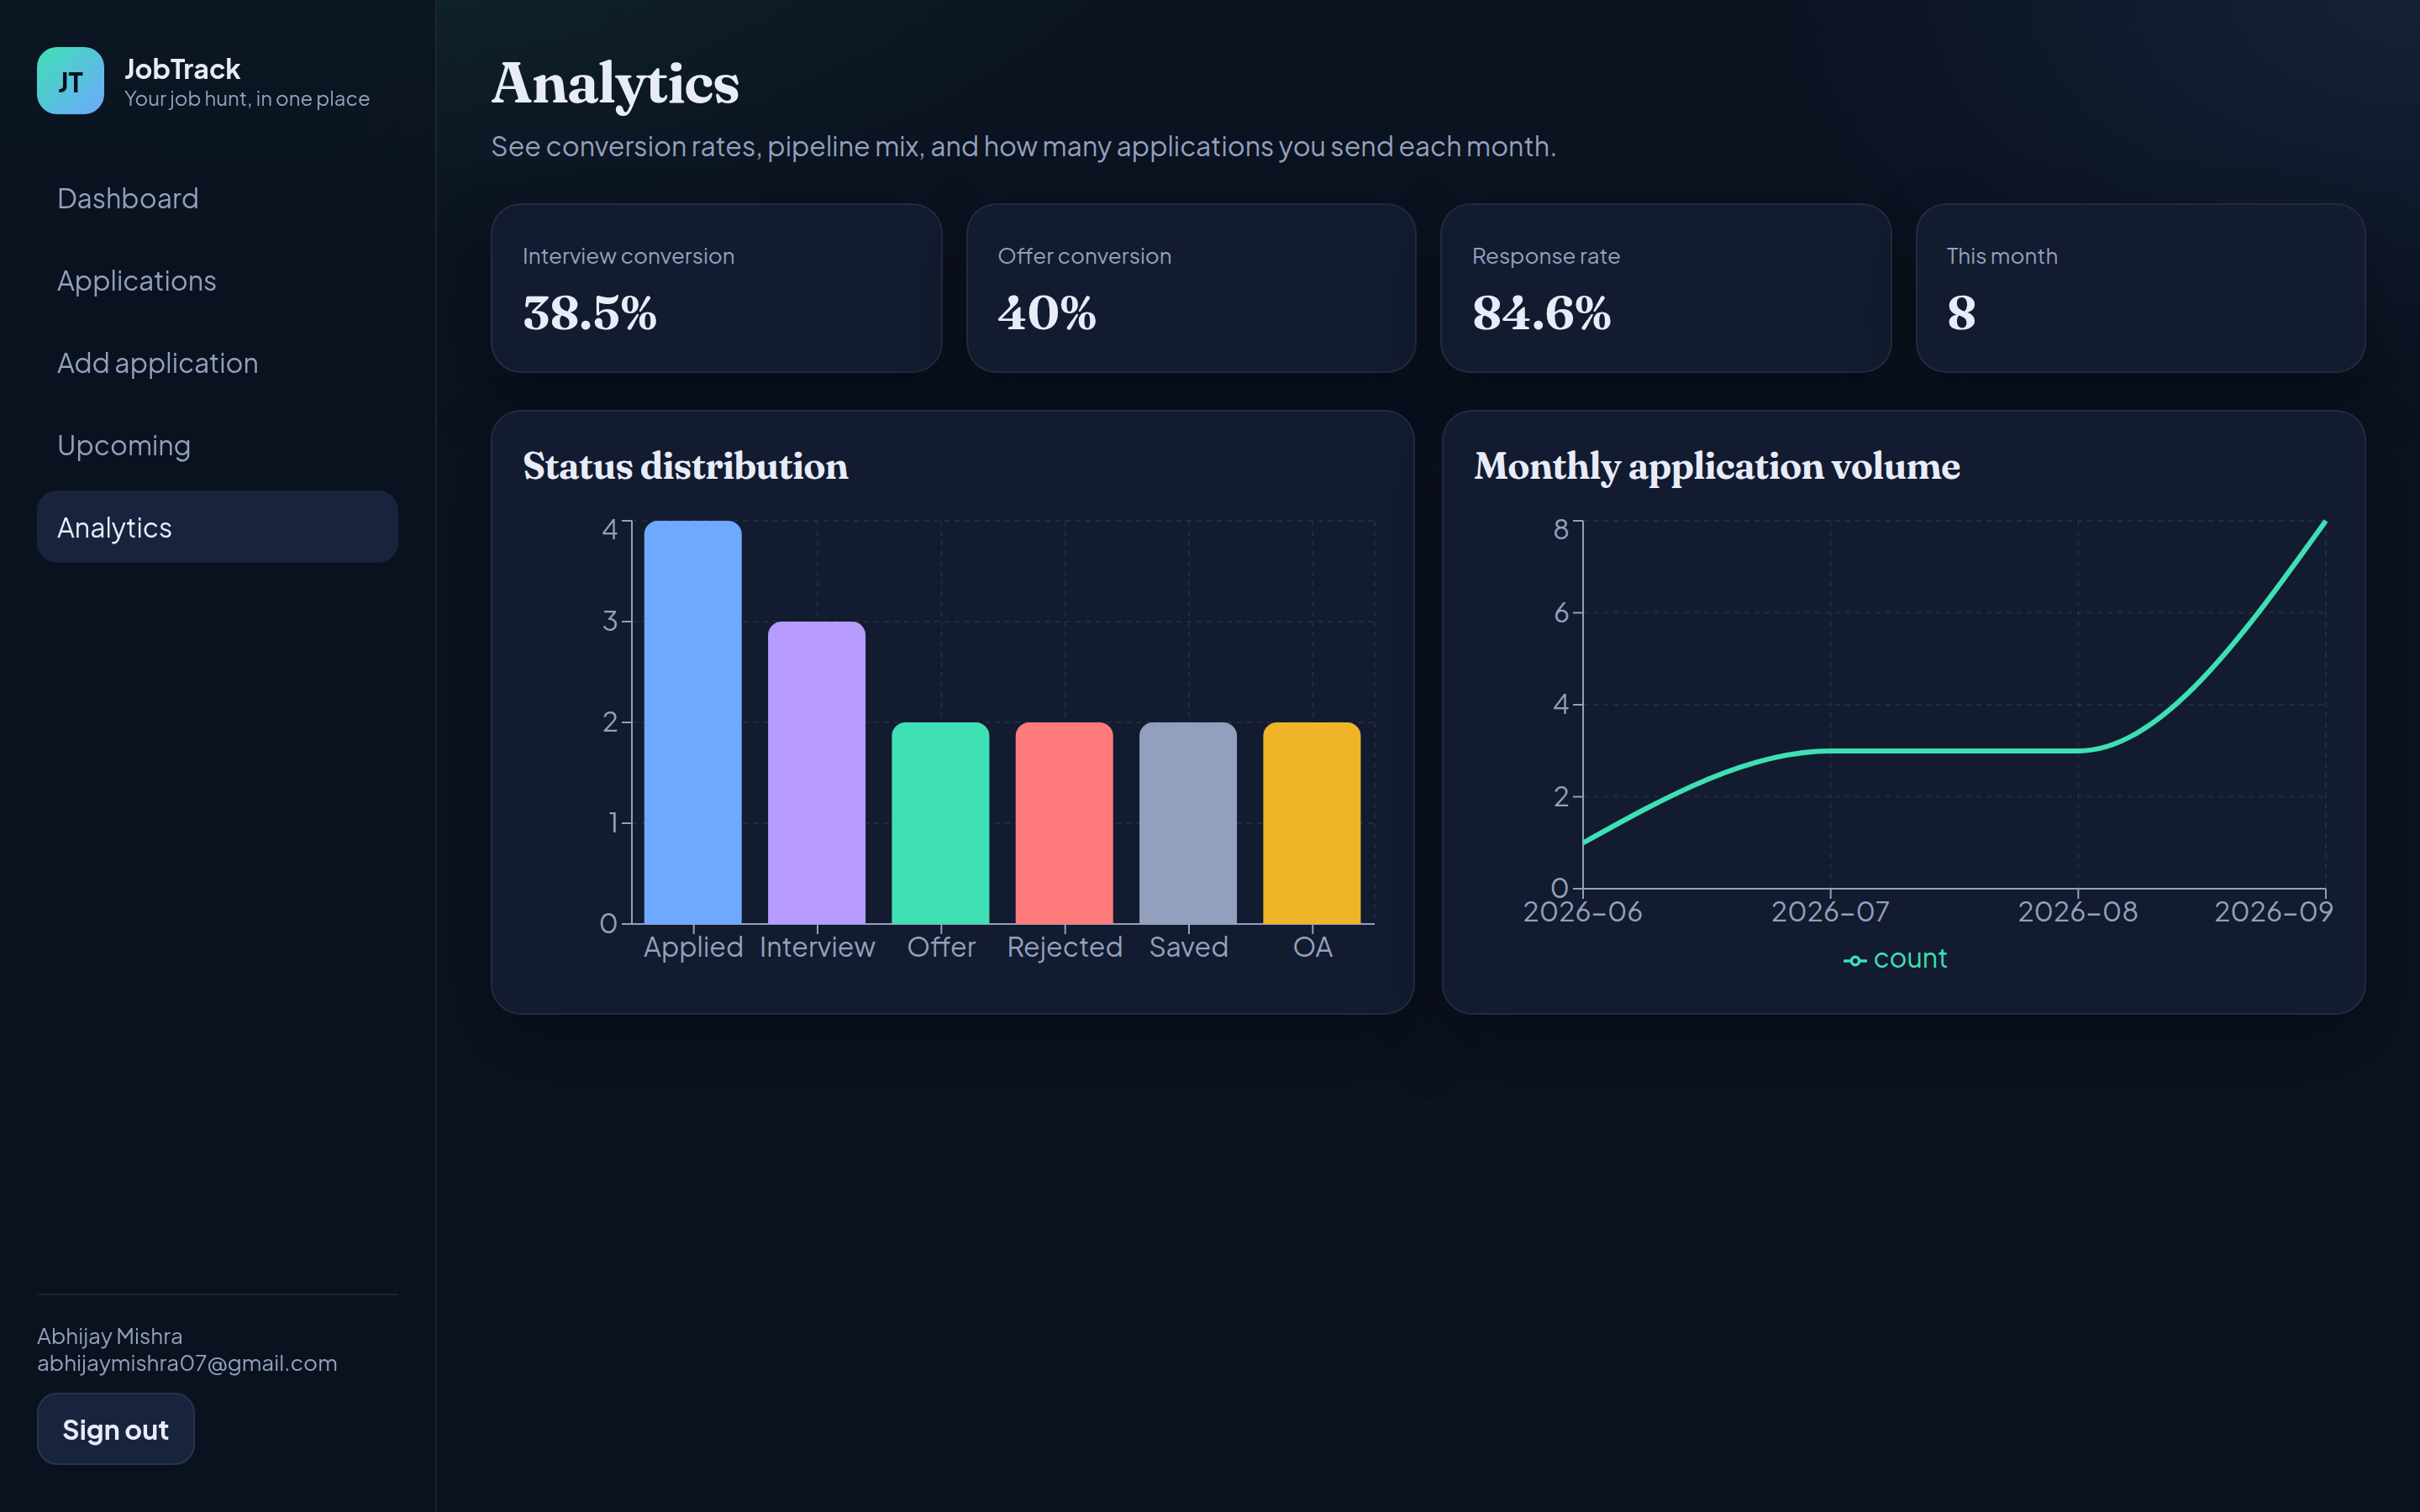 JT
JobTrack
Your job hunt, in one place
Dashboard
Applications
Add application
Upcoming
Analytics
Abhijay Mishra
abhijaymishra07@gmail.com
Sign out
Analytics
See conversion rates, pipeline mix, and how many applications you send each month.
Interview conversion
38.5%
Offer conversion
40%
Response rate
84.6%
This month
8
Status distribution
4
3
2
1
0
Applied Interview Offer Rejected Saved OA
Monthly application volume
8
6
4
2
0
2026-06 2026-07 2026-08 2026-09
count